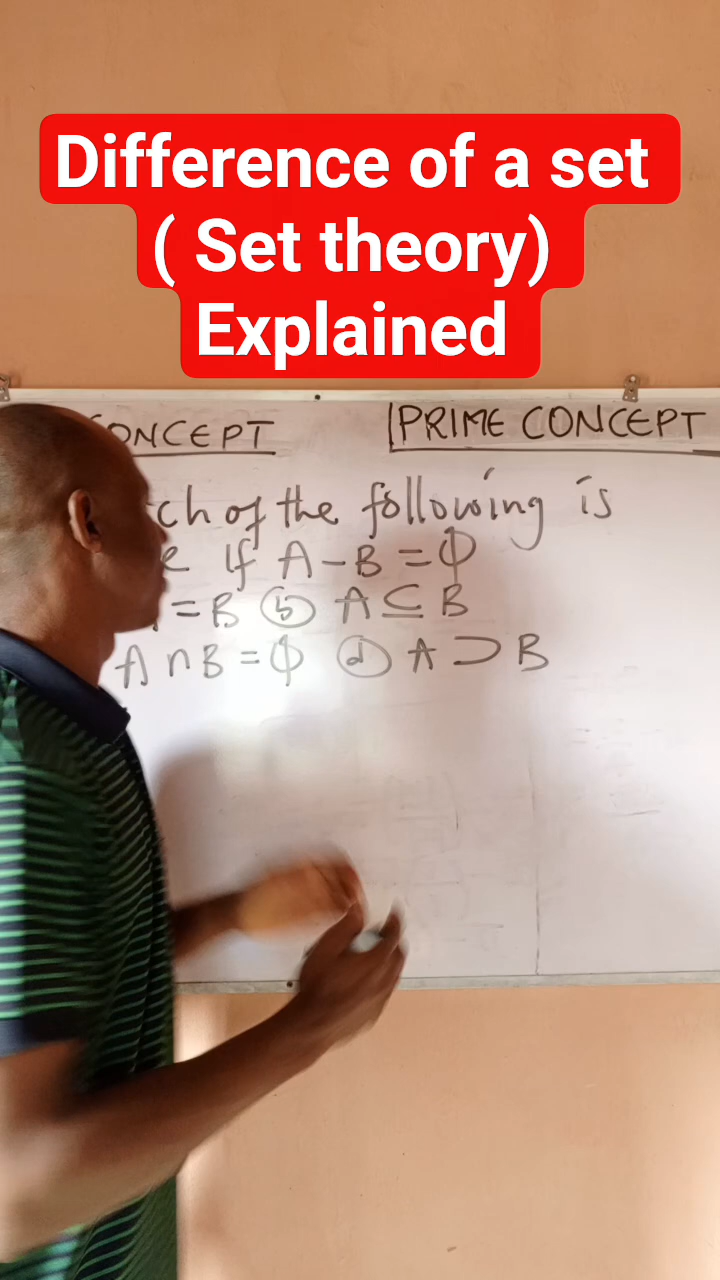 Difference of a set
( Set theory)
Explained
ONCEPT |PRIME CONCEPT
ch of the following is
e If A-B=Φ
=B ⓑ A⊆B
A∩B=Φ ⓓ A⊃B